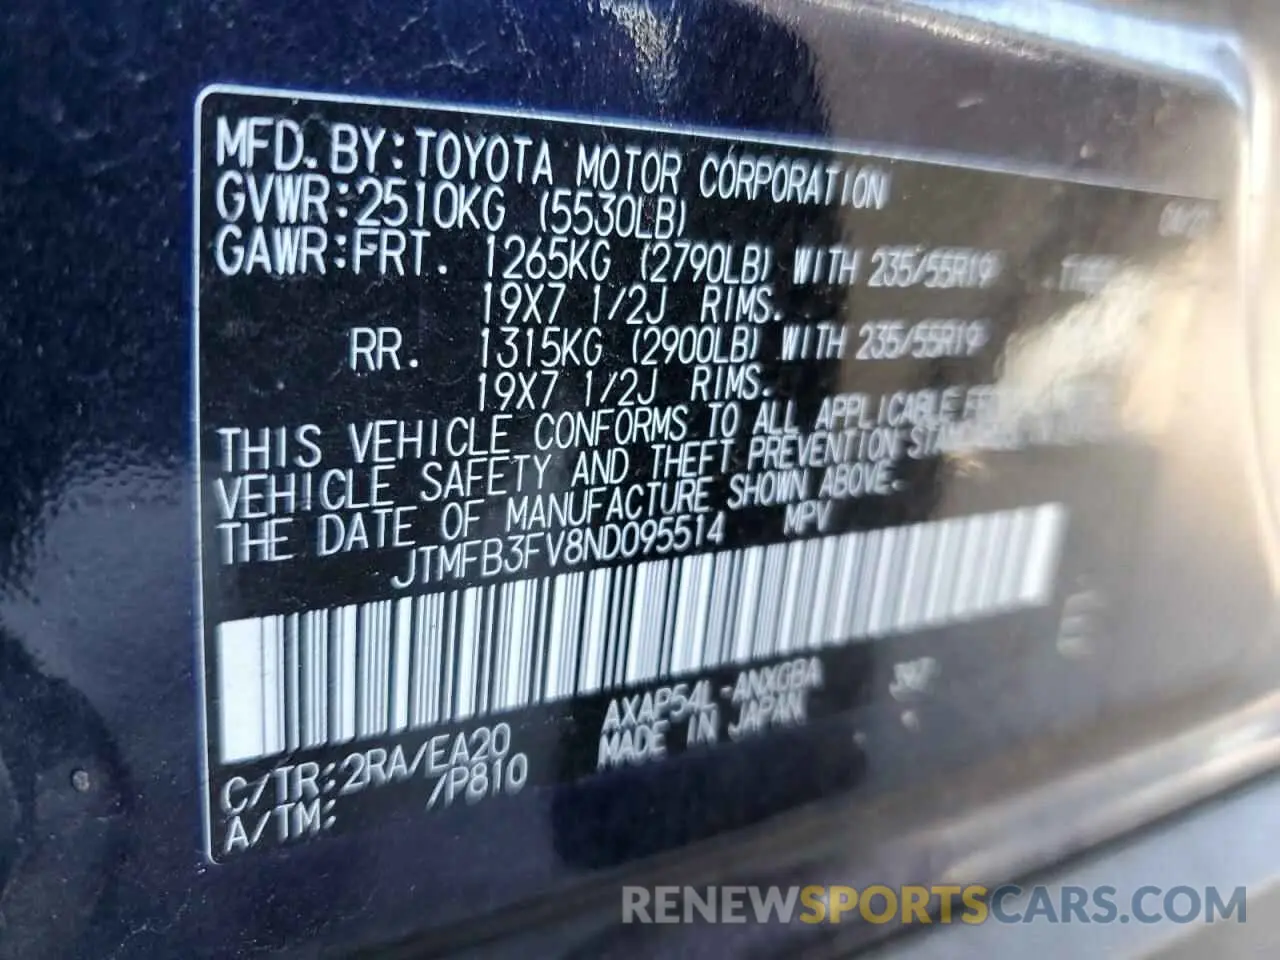 MFD. BY: TOYOTA MOTOR CORPORATION
GVWR: 2510KG (5530LB)
GAWR: FRT. 1265KG (2790LB) WITH 235/55R19
19X7 1/2J RIMS.
RR. 1315KG (2900LB) WITH 235/55R19
19X7 1/2J RIMS.
THIS VEHICLE CONFORMS TO ALL APPLICABLE
VEHICLE SAFETY AND THEFT PREVENTION
THE DATE OF MANUFACTURE SHOWN ABOVE.
JTMFB3FV8ND095514 MPV
AXAP54L-ANXGBA
C/TR: 2RA/EA20 MADE IN JAPAN
A/TM: /P810
RENEWSPORTSCARS.COM